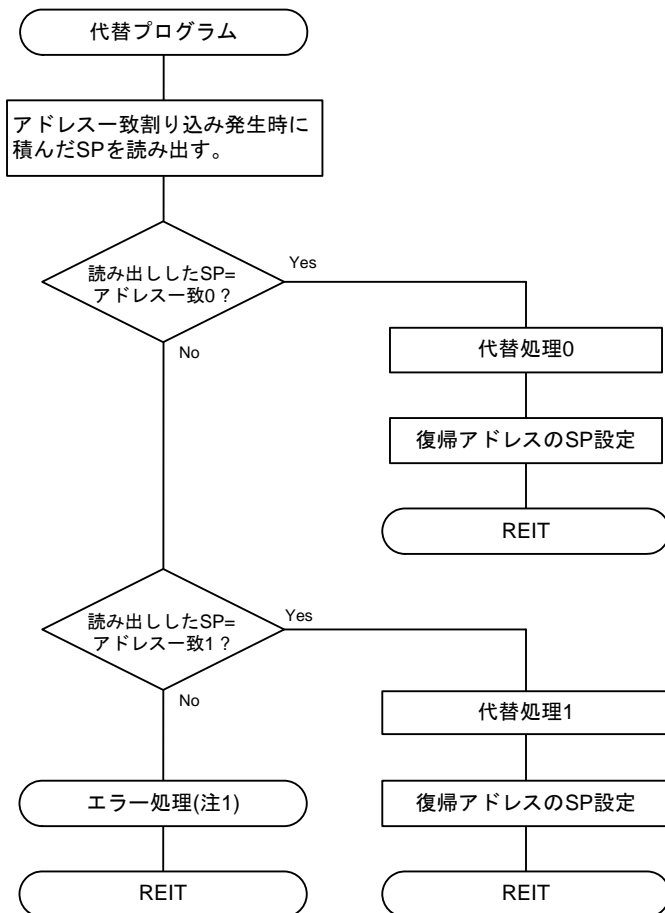 代替プログラム
アドレス一致割り込み発生時に
積んだSPを読み出す。
読み出ししたSP=
アドレス一致0？
Yes
No
代替処理0
復帰アドレスのSP設定
REIT
読み出ししたSP=
アドレス一致1？
Yes
No
代替処理1
エラー処理(注1)
復帰アドレスのSP設定
REIT
REIT